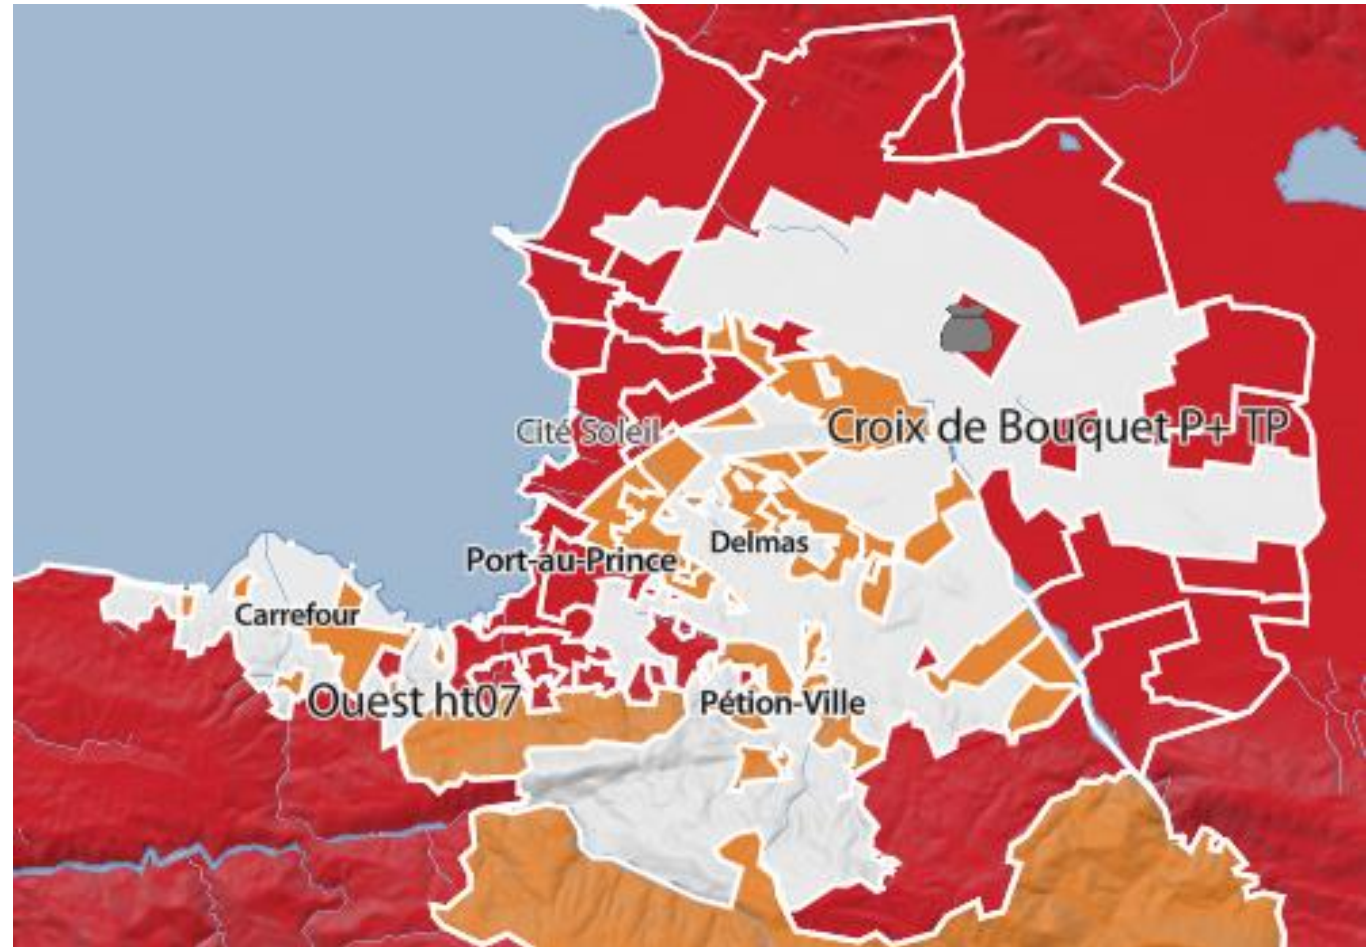 Croix de Bouquet P+ TP
Cité Soleil
Delmas
Port-au-Prince
Carrefour
Ouest ht07
Pétion-Ville